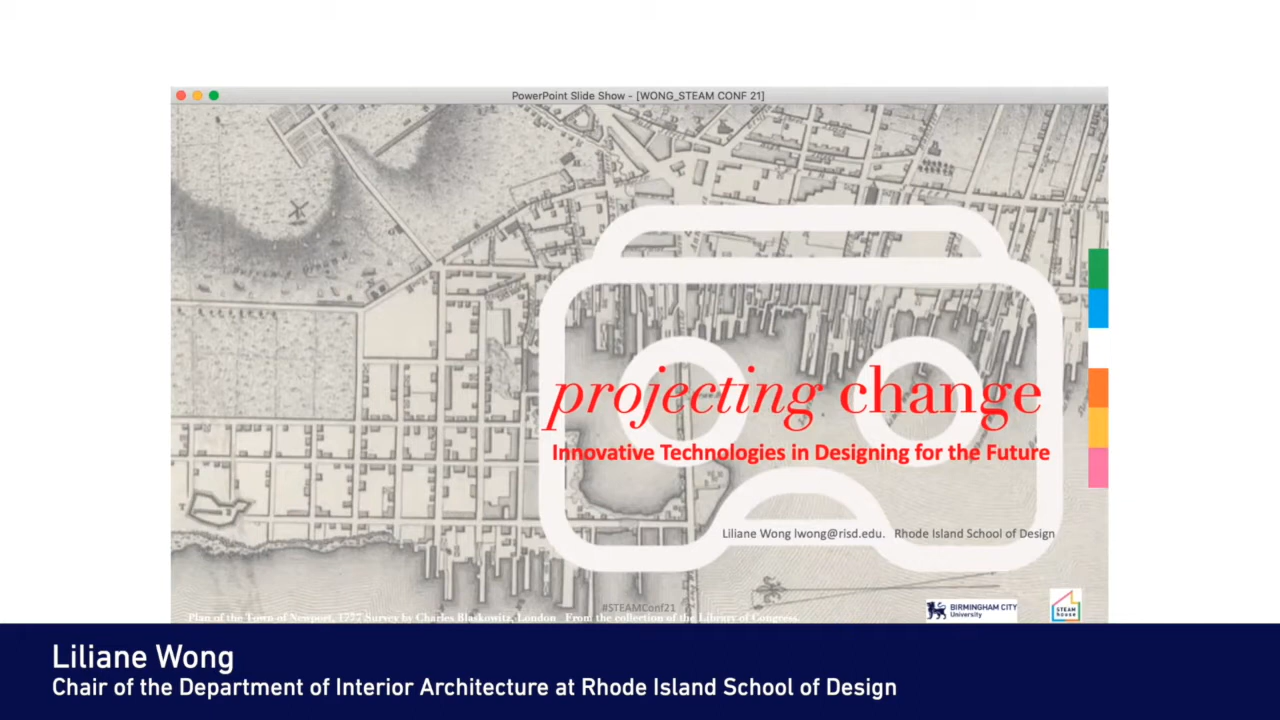 PowerPoint Slide Show - [WONG_STEAM CONF 21]
projecting change
Innovative Technologies in Designing for the Future
Liliane Wong lwong@risd.edu. Rhode Island School of Design
#STEAMConf21
Plan of the Town of Newport, survey by Charles Blaskowitz, London From the collection of the Library of Congress.
BIRMINGHAM CITY
University
STEAM
house
Liliane Wong
Chair of the Department of Interior Architecture at Rhode Island School of Design